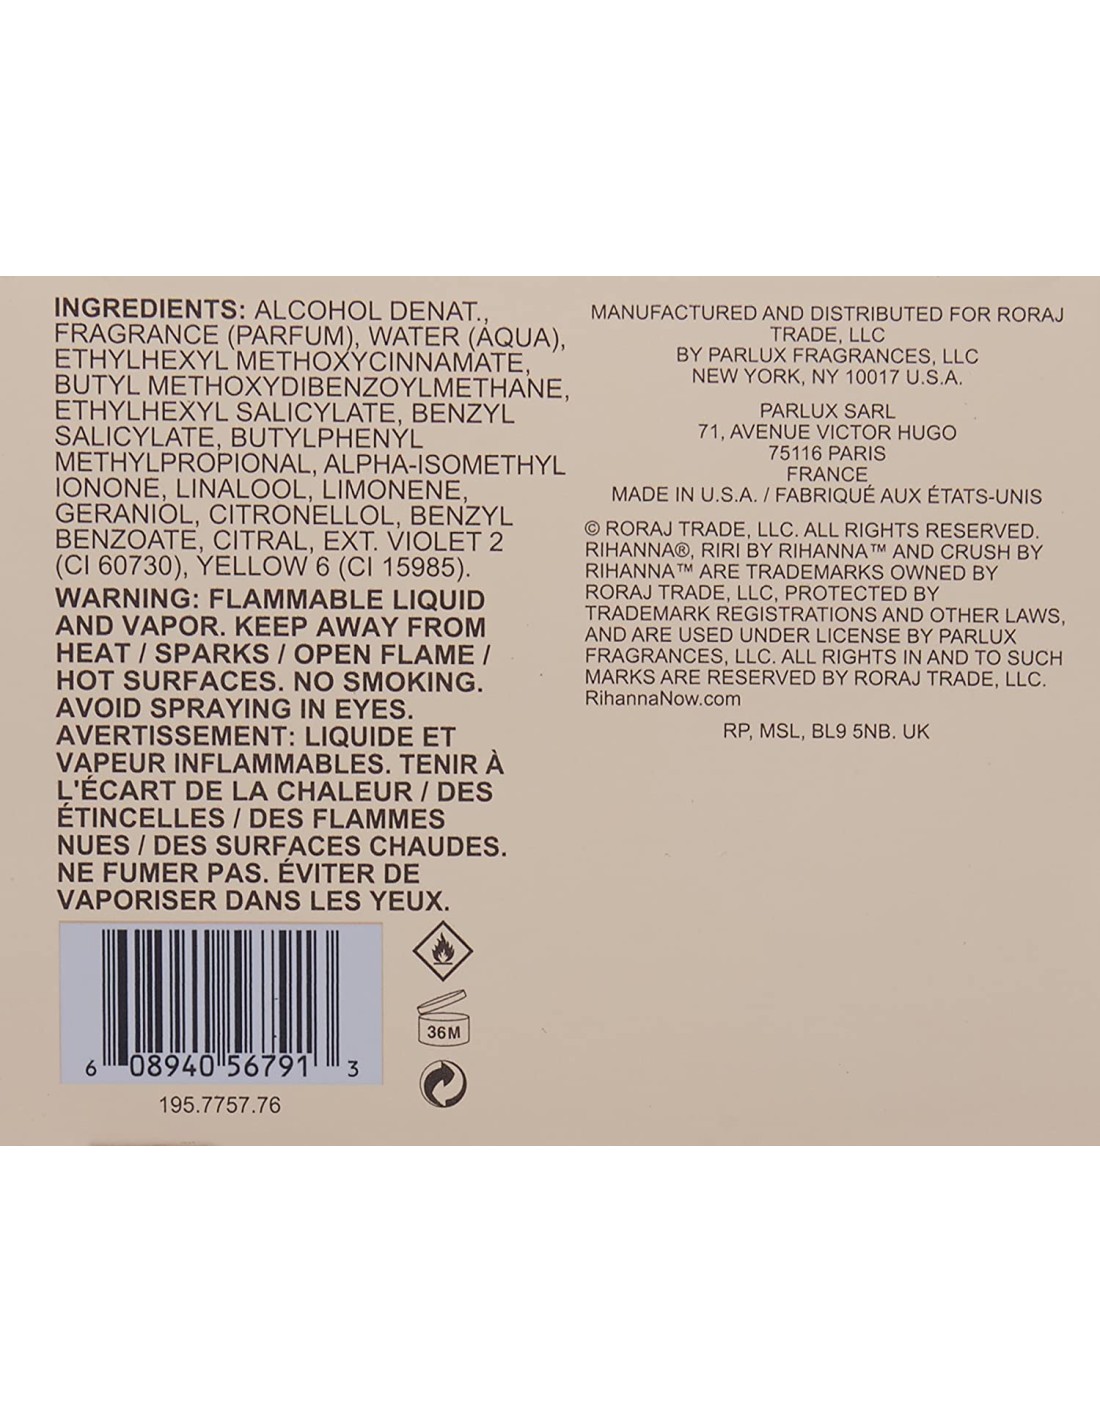 INGREDIENTS: ALCOHOL DENAT.,
FRAGRANCE (PARFUM), WATER (AQUA),
ETHYLHEXYL METHOXYCINNAMATE,
BUTYL METHOXYDIBENZOYLMETHANE,
ETHYLHEXYL SALICYLATE, BENZYL
SALICYLATE, BUTYLPHENYL
METHYLPROPIONAL, ALPHA-ISOMETHYL
IONONE, LINALOOL, LIMONENE,
GERANIOL, CITRONELLOL, BENZYL
BENZOATE, CITRAL, EXT. VIOLET 2
(CI 60730), YELLOW 6 (CI 15985).
WARNING: FLAMMABLE LIQUID
AND VAPOR. KEEP AWAY FROM
HEAT / SPARKS / OPEN FLAME /
HOT SURFACES. NO SMOKING.
AVOID SPRAYING IN EYES.
AVERTISSEMENT: LIQUIDE ET
VAPEUR INFLAMMABLES. TENIR À
L'ÉCART DE LA CHALEUR / DES
ÉTINCELLES / DES FLAMMES
NUES / DES SURFACES CHAUDES.
NE FUMER PAS. ÉVITER DE
VAPORISER DANS LES YEUX.
36M
6 08940 56791 3
195.7757.76
MANUFACTURED AND DISTRIBUTED FOR RORAJ
TRADE, LLC
BY PARLUX FRAGRANCES, LLC
NEW YORK, NY 10017 U.S.A.
PARLUX SARL
71, AVENUE VICTOR HUGO
75116 PARIS
FRANCE
MADE IN U.S.A. / FABRIQUÉ AUX ÉTATS-UNIS
© RORAJ TRADE, LLC. ALL RIGHTS RESERVED.
RIHANNA®, RIRI BY RIHANNA™ AND CRUSH BY
RIHANNA™ ARE TRADEMARKS OWNED BY
RORAJ TRADE, LLC, PROTECTED BY
TRADEMARK REGISTRATIONS AND OTHER LAWS,
AND ARE USED UNDER LICENSE BY PARLUX
FRAGRANCES, LLC. ALL RIGHTS IN AND TO SUCH
MARKS ARE RESERVED BY RORAJ TRADE, LLC.
RihannaNow.com
RP, MSL, BL9 5NB. UK